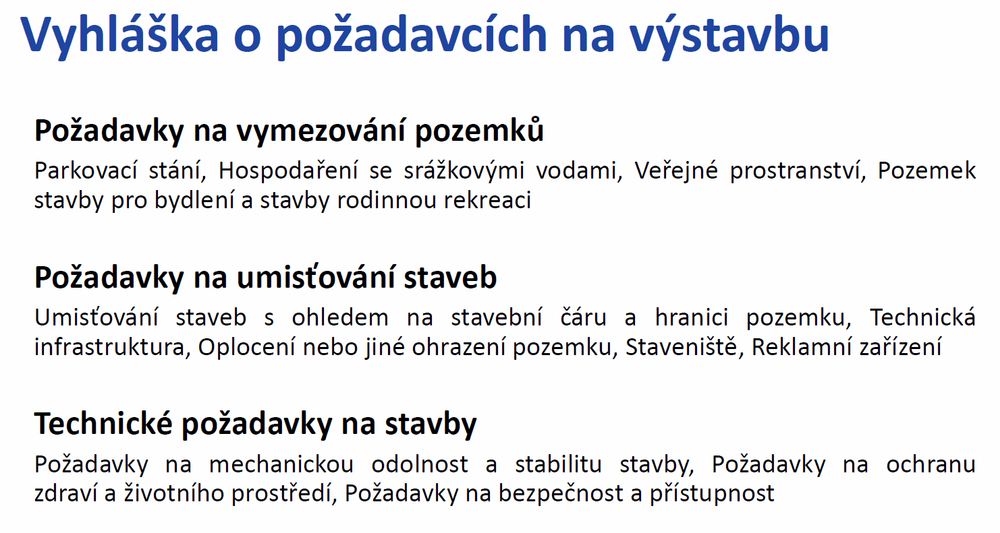 Vyhláška o požadavcích na výstavbu
Požadavky na vymezování pozemků
Parkovací stání, Hospodaření se srážkovými vodami, Veřejné prostranství, Pozemek
stavby pro bydlení a stavby rodinnou rekreaci
Požadavky na umisťování staveb
Umisťování staveb s ohledem na stavební čáru a hranici pozemku, Technická
infrastruktura, Oplocení nebo jiné ohrazení pozemku, Staveniště, Reklamní zařízení
Technické požadavky na stavby
Požadavky na mechanickou odolnost a stabilitu stavby, Požadavky na ochranu
zdraví a životního prostředí, Požadavky na bezpečnost a přístupnost